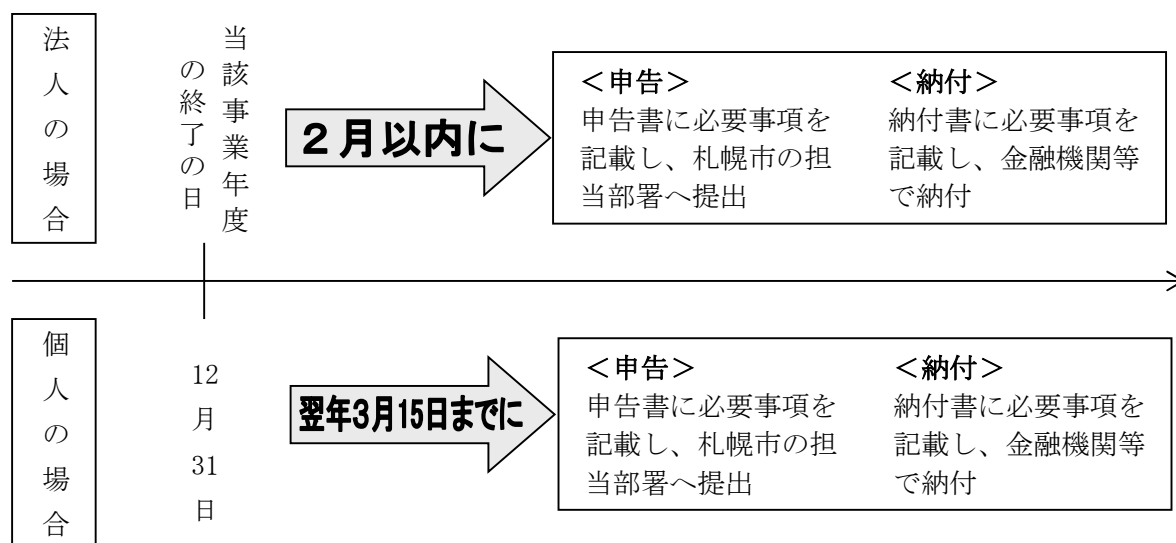 法人の場合
当該事業年度
の終了の日
２月以内に
＜申告＞
申告書に必要事項を
記載し、札幌市の担
当部署へ提出
＜納付＞
納付書に必要事項を
記載し、金融機関等
で納付
個人の場合
12月31日
翌年3月15日までに
＜申告＞
申告書に必要事項を
記載し、札幌市の担
当部署へ提出
＜納付＞
納付書に必要事項を
記載し、金融機関等
で納付